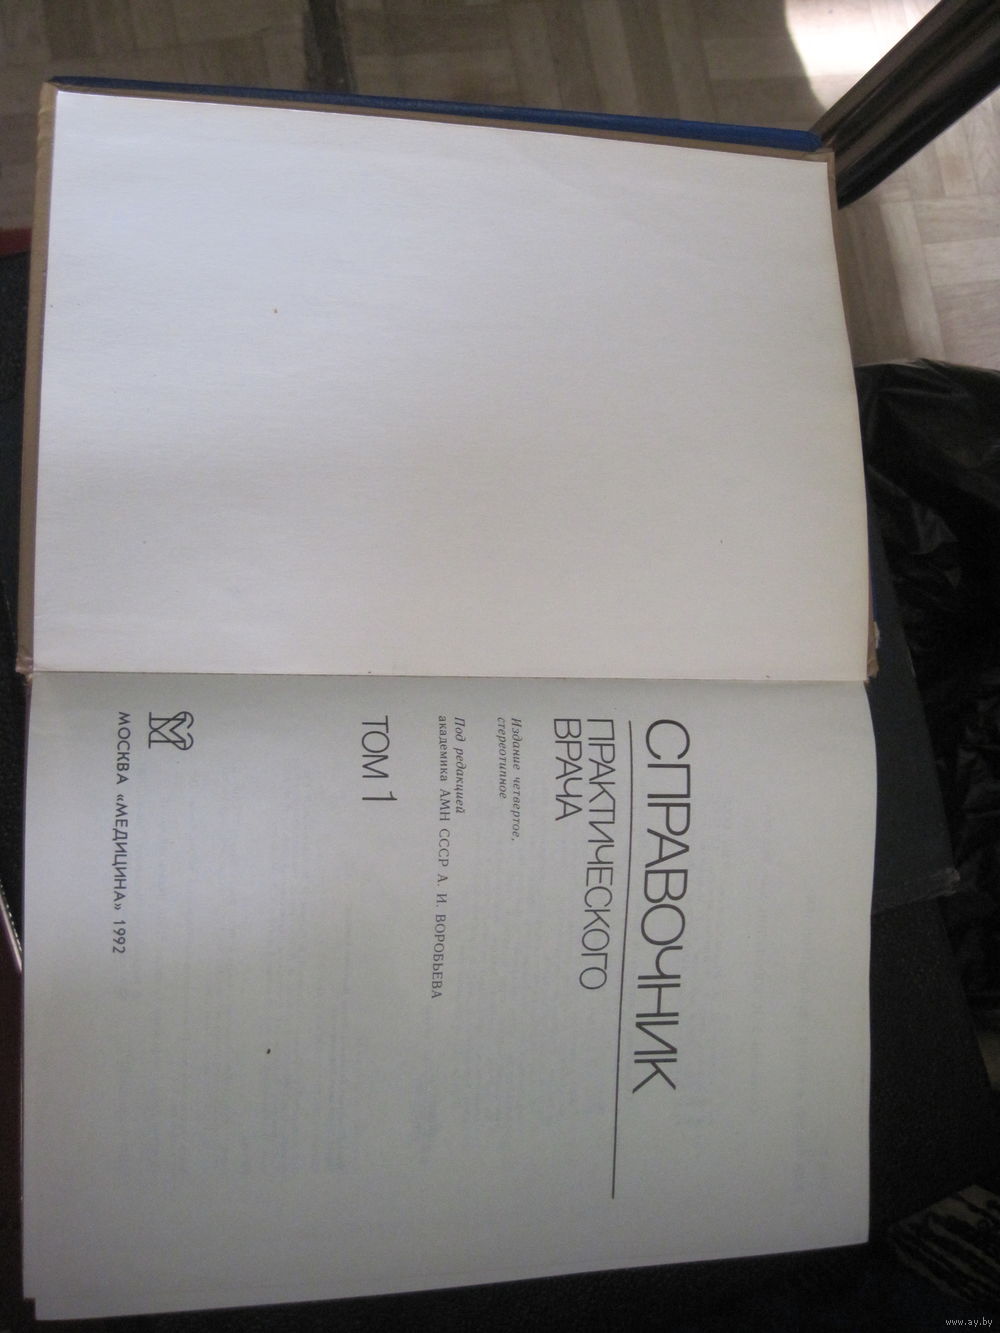 СПРАВОЧНИК
ПРАКТИЧЕСКОГО
ВРАЧА
Издание четвертое,
стереотипное
Под редакцией
академика АМН СССР А. И. ВОРОБЬЕВА
ТОМ 1
М
МОСКВА «МЕДИЦИНА» 1992
www.ay.by